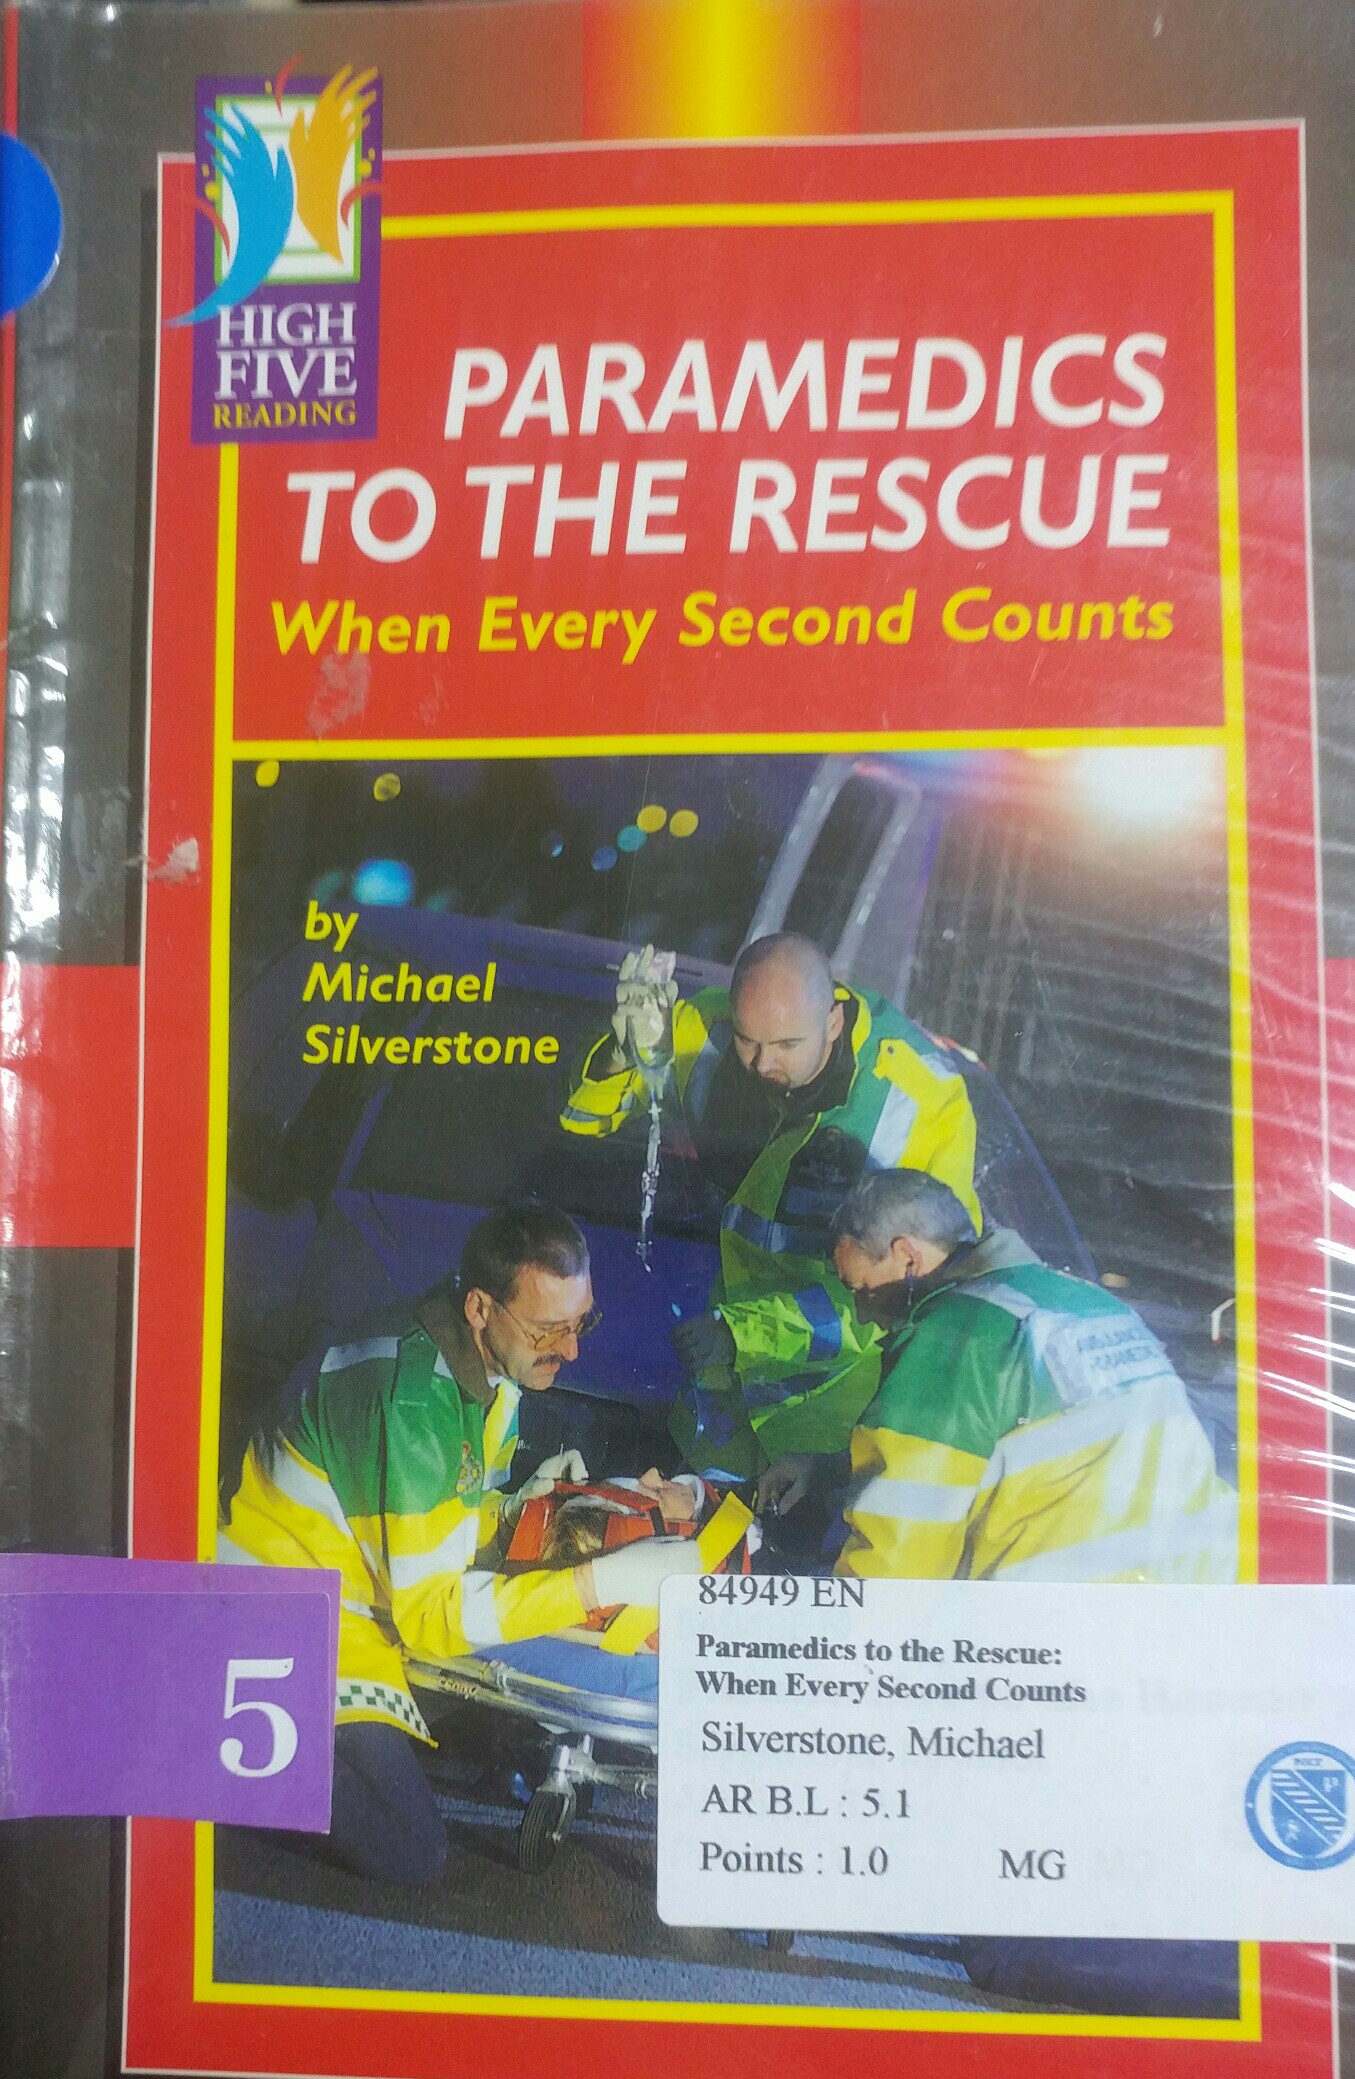 HIGH
FIVE
READING
PARAMEDICS
TO THE RESCUE
When Every Second Counts
by
Michael
Silverstone
5
84949 EN
Paramedics to the Rescue:
When Every Second Counts
Silverstone, Michael
AR B.L : 5.1
Points : 1.0 MG